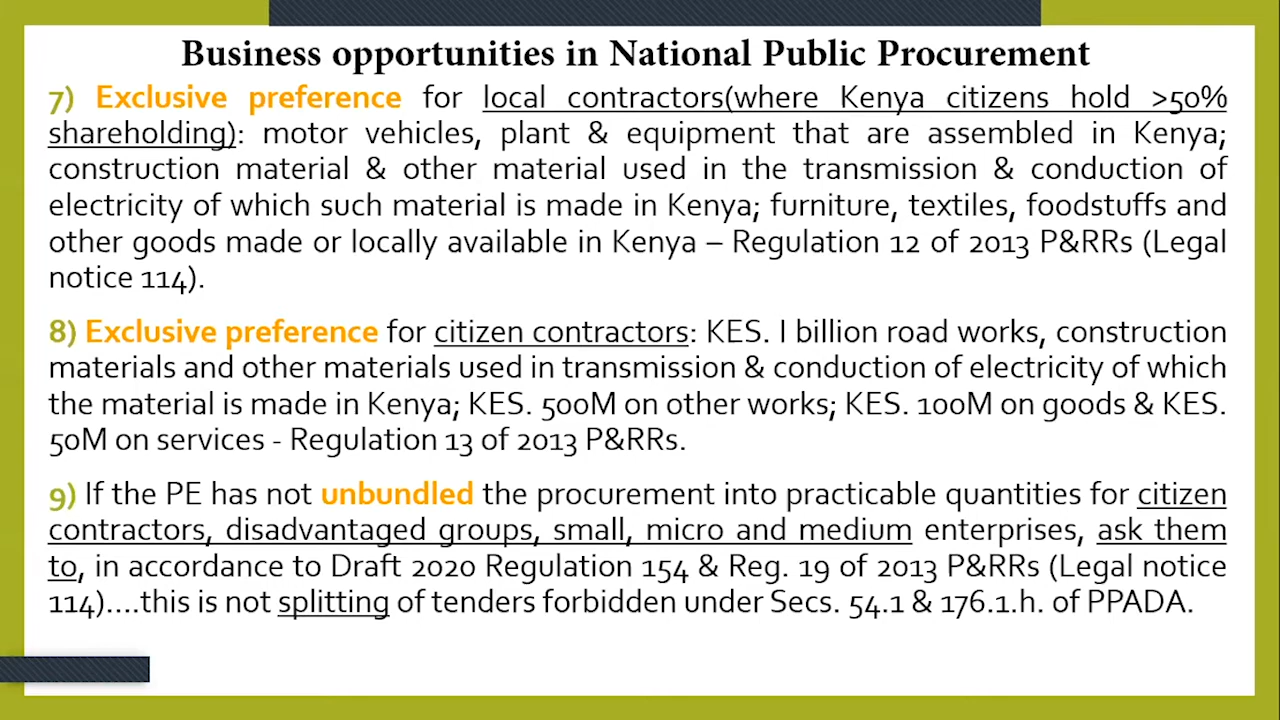 Business opportunities in National Public Procurement
7) Exclusive preference for local contractors(where Kenya citizens hold >50%
shareholding): motor vehicles, plant & equipment that are assembled in Kenya;
construction material & other material used in the transmission & conduction of
electricity of which such material is made in Kenya; furniture, textiles, foodstuffs and
other goods made or locally available in Kenya – Regulation 12 of 2013 P&RRs (Legal
notice 114).
8) Exclusive preference for citizen contractors: KES. 1 billion road works, construction
materials and other materials used in transmission & conduction of electricity of which
the material is made in Kenya; KES. 500M on other works; KES. 100M on goods & KES.
50M on services - Regulation 13 of 2013 P&RRs.
9) If the PE has not unbundled the procurement into practicable quantities for citizen
contractors, disadvantaged groups, small, micro and medium enterprises, ask them
to, in accordance to Draft 2020 Regulation 154 & Reg. 19 of 2013 P&RRs (Legal notice
114)....this is not splitting of tenders forbidden under Secs. 54.1 & 176.1.h. of PPADA.